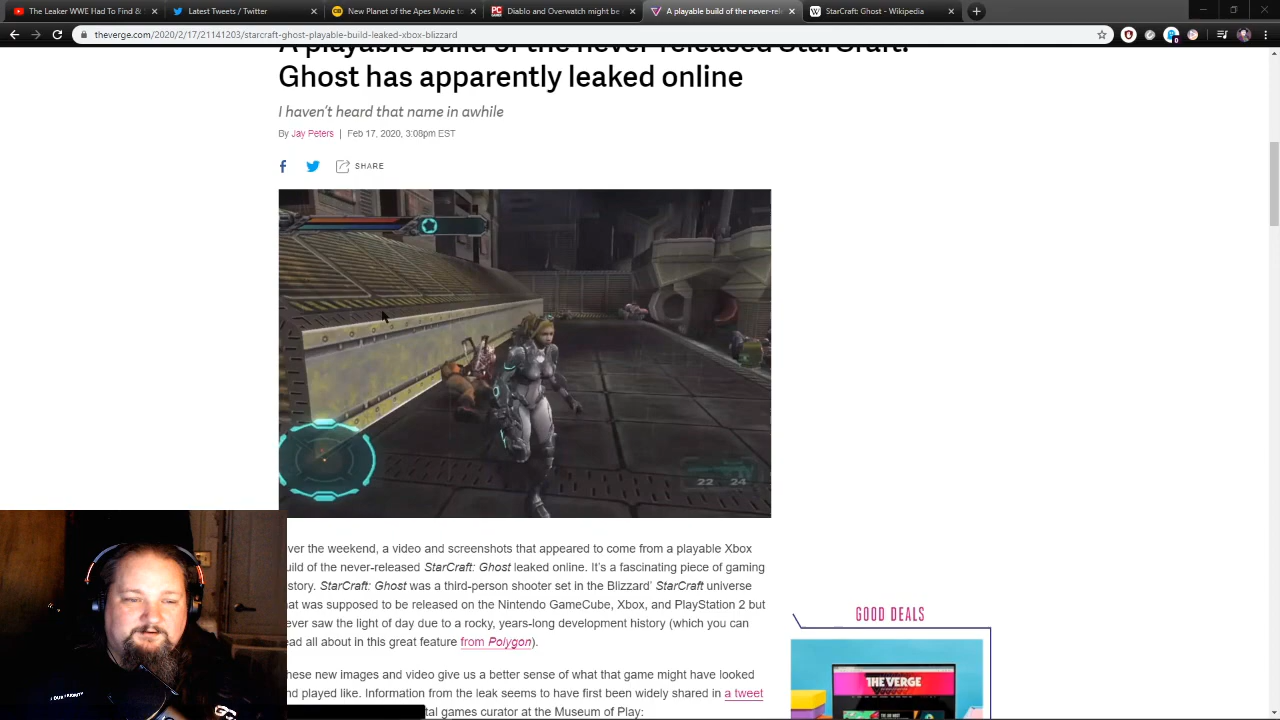 The Leaker WWE Had To Find &
Latest Tweets / Twitter
New Planet of the Apes Movie to
Diablo and Overwatch might be
A playable build of the never-rel
StarCraft: Ghost - Wikipedia
theverge.com/2020/2/17/21141203/starcraft-ghost-playable-build-leaked-xbox-blizzard
A playable build of the never-released StarCraft:
Ghost has apparently leaked online
I haven't heard that name in awhile
By Jay Peters | Feb 17, 2020, 3:08pm EST
SHARE
22 24
ver the weekend, a video and screenshots that appeared to come from a playable Xbox
uild of the never-released StarCraft: Ghost leaked online. It's a fascinating piece of gaming
story. StarCraft: Ghost was a third-person shooter set in the Blizzard' StarCraft universe
at was supposed to be released on the Nintendo GameCube, Xbox, and PlayStation 2 but
ever saw the light of day due to a rocky, years-long development history (which you can
ead all about in this great feature from Polygon).
hese new images and video give us a better sense of what that game might have looked
nd played like. Information from the leak seems to have first been widely shared in a tweet
tal games curator at the Museum of Play:
GOOD DEALS
THE VERGE